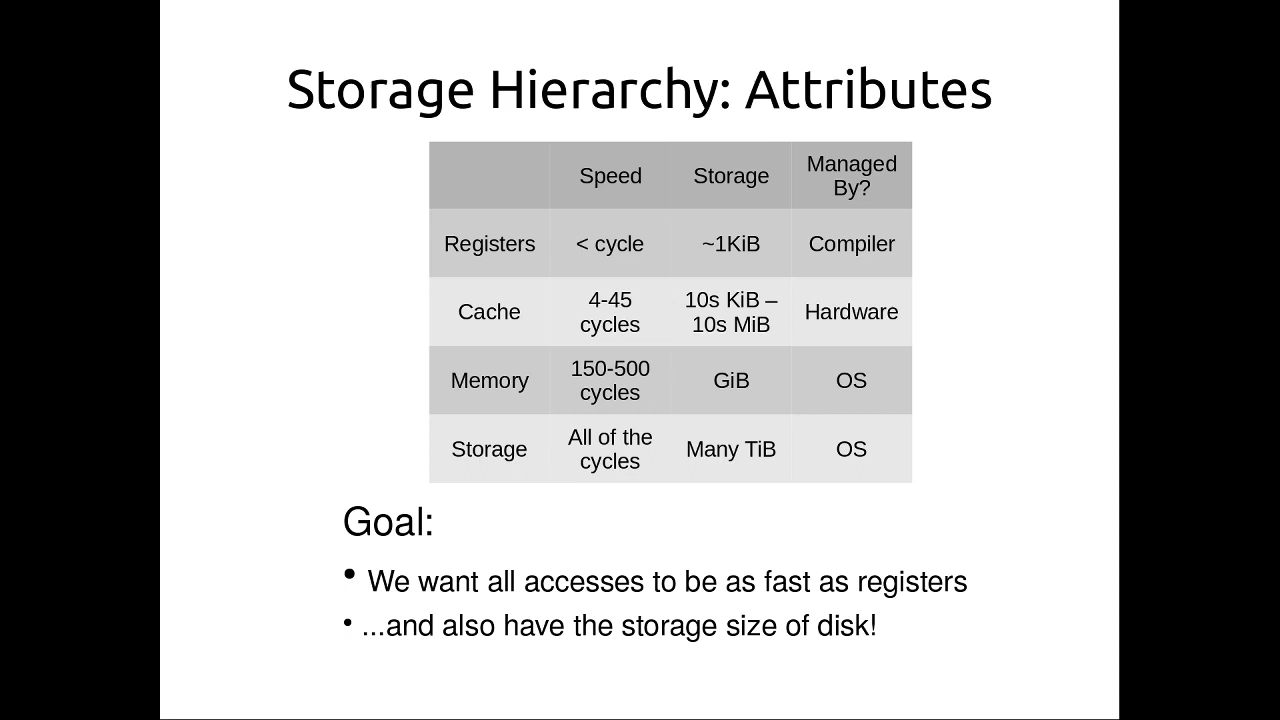 Storage Hierarchy: Attributes
Speed Storage Managed
By?
Registers < cycle ~1KiB Compiler
Cache 4-45
cycles 10s KiB –
10s MiB Hardware
Memory 150-500
cycles GiB OS
Storage All of the
cycles Many TiB OS
Goal:
• We want all accesses to be as fast as registers
• ...and also have the storage size of disk!